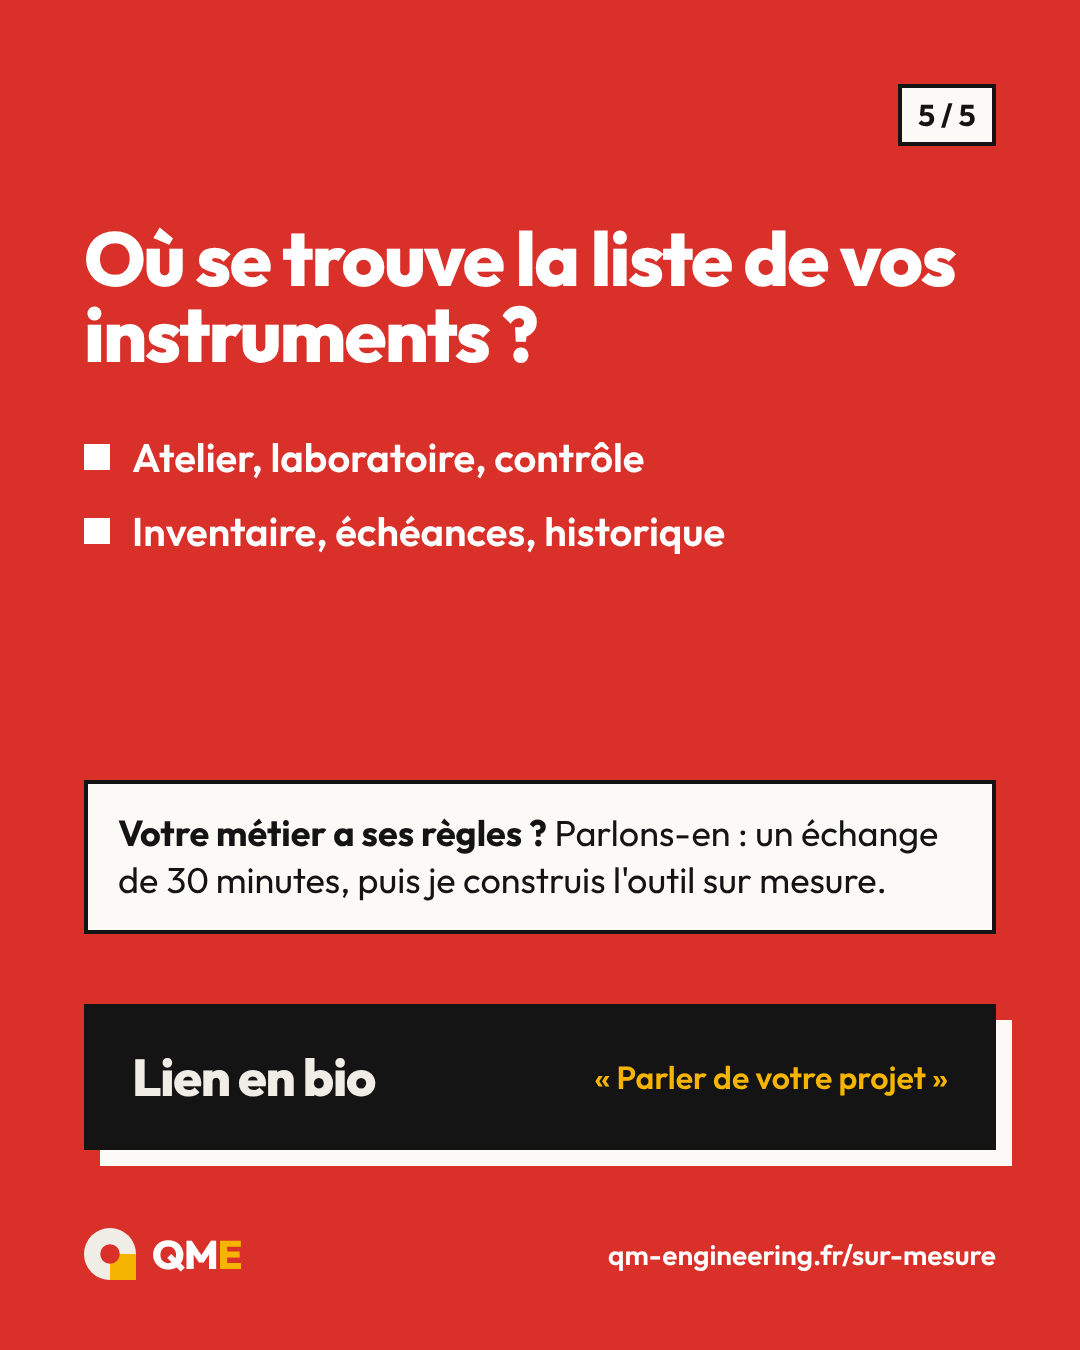 5 / 5
Où se trouve la liste de vos
instruments ?
Atelier, laboratoire, contrôle
Inventaire, échéances, historique
Votre métier a ses règles ? Parlons-en : un échange
de 30 minutes, puis je construis l'outil sur mesure.
Lien en bio
« Parler de votre projet »
QME
qm-engineering.fr/sur-mesure